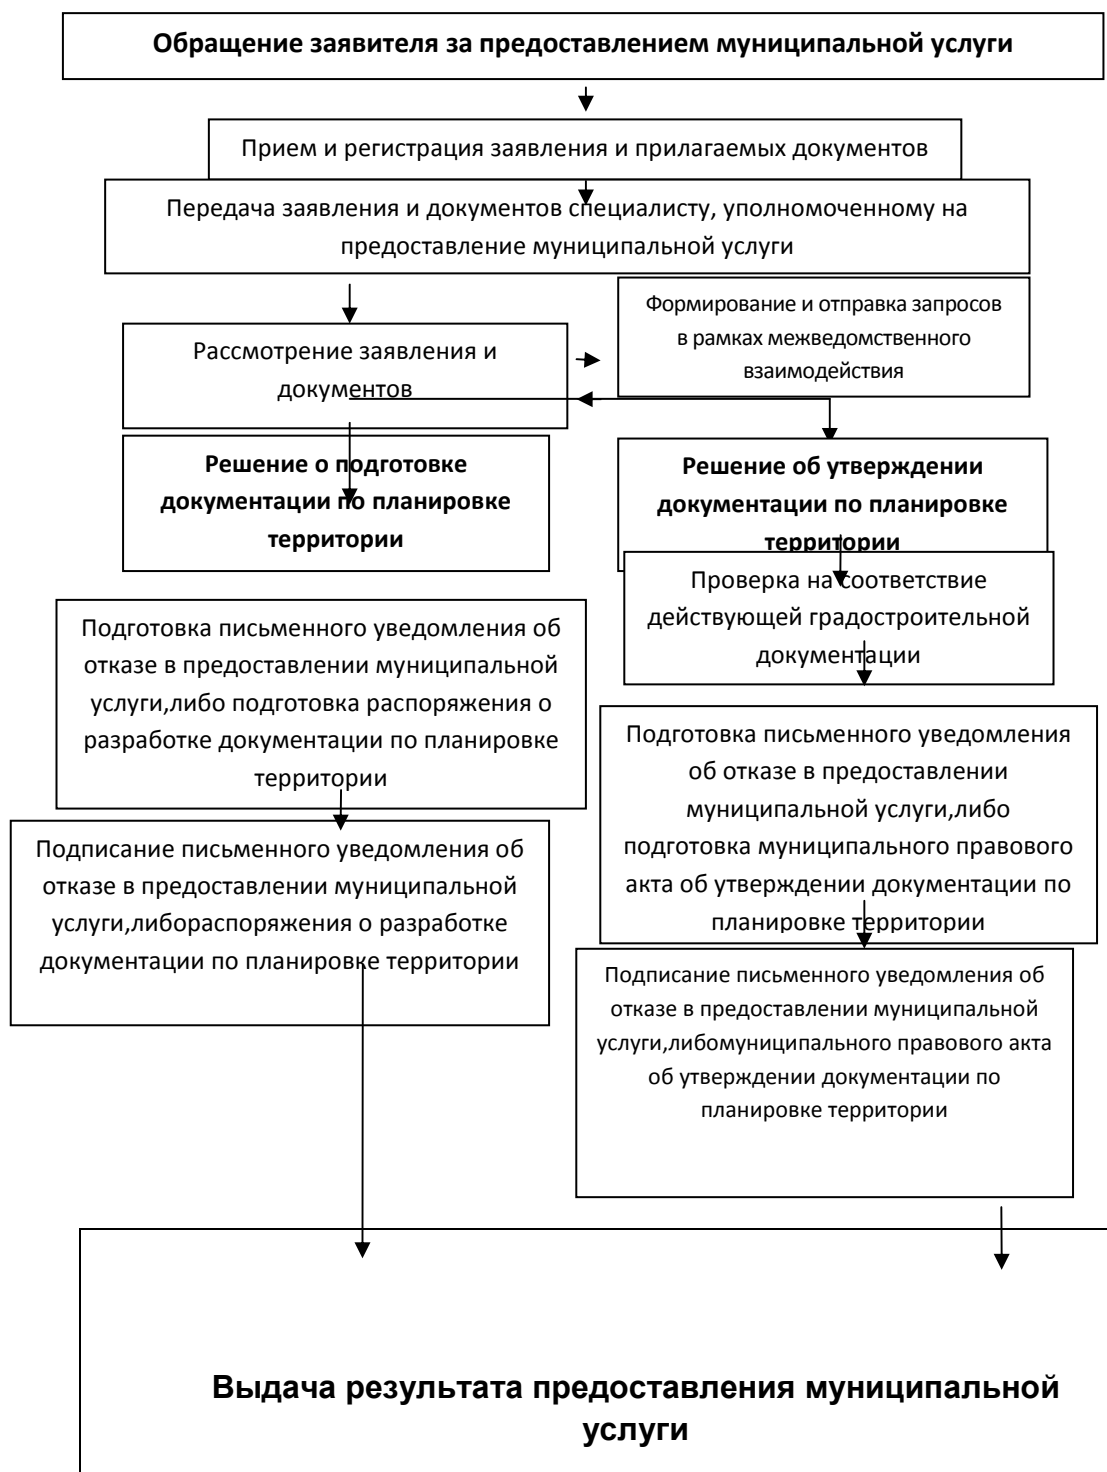 Обращение заявителя за предоставлением муниципальной услуги
Прием и регистрация заявления и прилагаемых документов
Передача заявления и документов специалисту, уполномоченному на
предоставление муниципальной услуги
Формирование и отправка запросов
в рамках межведомственного
взаимодействия
Рассмотрение заявления и
документов
Решение о подготовке
документации по планировке
территории
Решение об утверждении
документации по планировке
территории
Проверка на соответствие
действующей градостроительной
документации
Подготовка письменного уведомления об
отказе в предоставлении муниципальной
услуги,либо подготовка распоряжения о
разработке документации по планировке
территории
Подготовка письменного уведомления
об отказе в предоставлении
муниципальной услуги,либо
подготовка муниципального правового
акта об утверждении документации по
планировке территории
Подписание письменного уведомления об
отказе в предоставлении муниципальной
услуги,либораспоряжения о разработке
документации по планировке территории
Подписание письменного уведомления об
отказе в предоставлении муниципальной
услуги,либомуниципального правового акта
об утверждении документации по
планировке территории
Выдача результата предоставления муниципальной
услуги